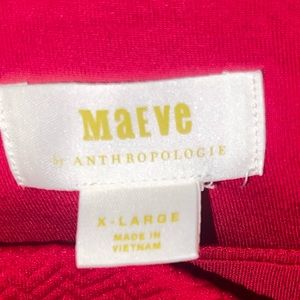 MaEVe
by ANTHROPOLOGIE
X-LARGE
MADE IN
VIETNAM